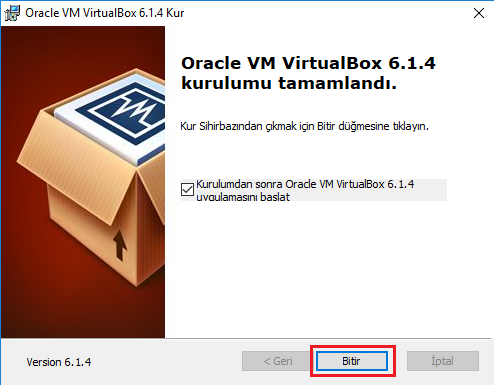 Oracle VM VirtualBox 6.1.4 Kur
Oracle VM VirtualBox 6.1.4
kurulumu tamamlandı.
Kur Sihirbazından çıkmak için Bitir düğmesine tıklayın.
Kurulumdan sonra Oracle VM VirtualBox 6.1.4
uygulamasını başlat
Version 6.1.4
< Geri
Bitir
İptal